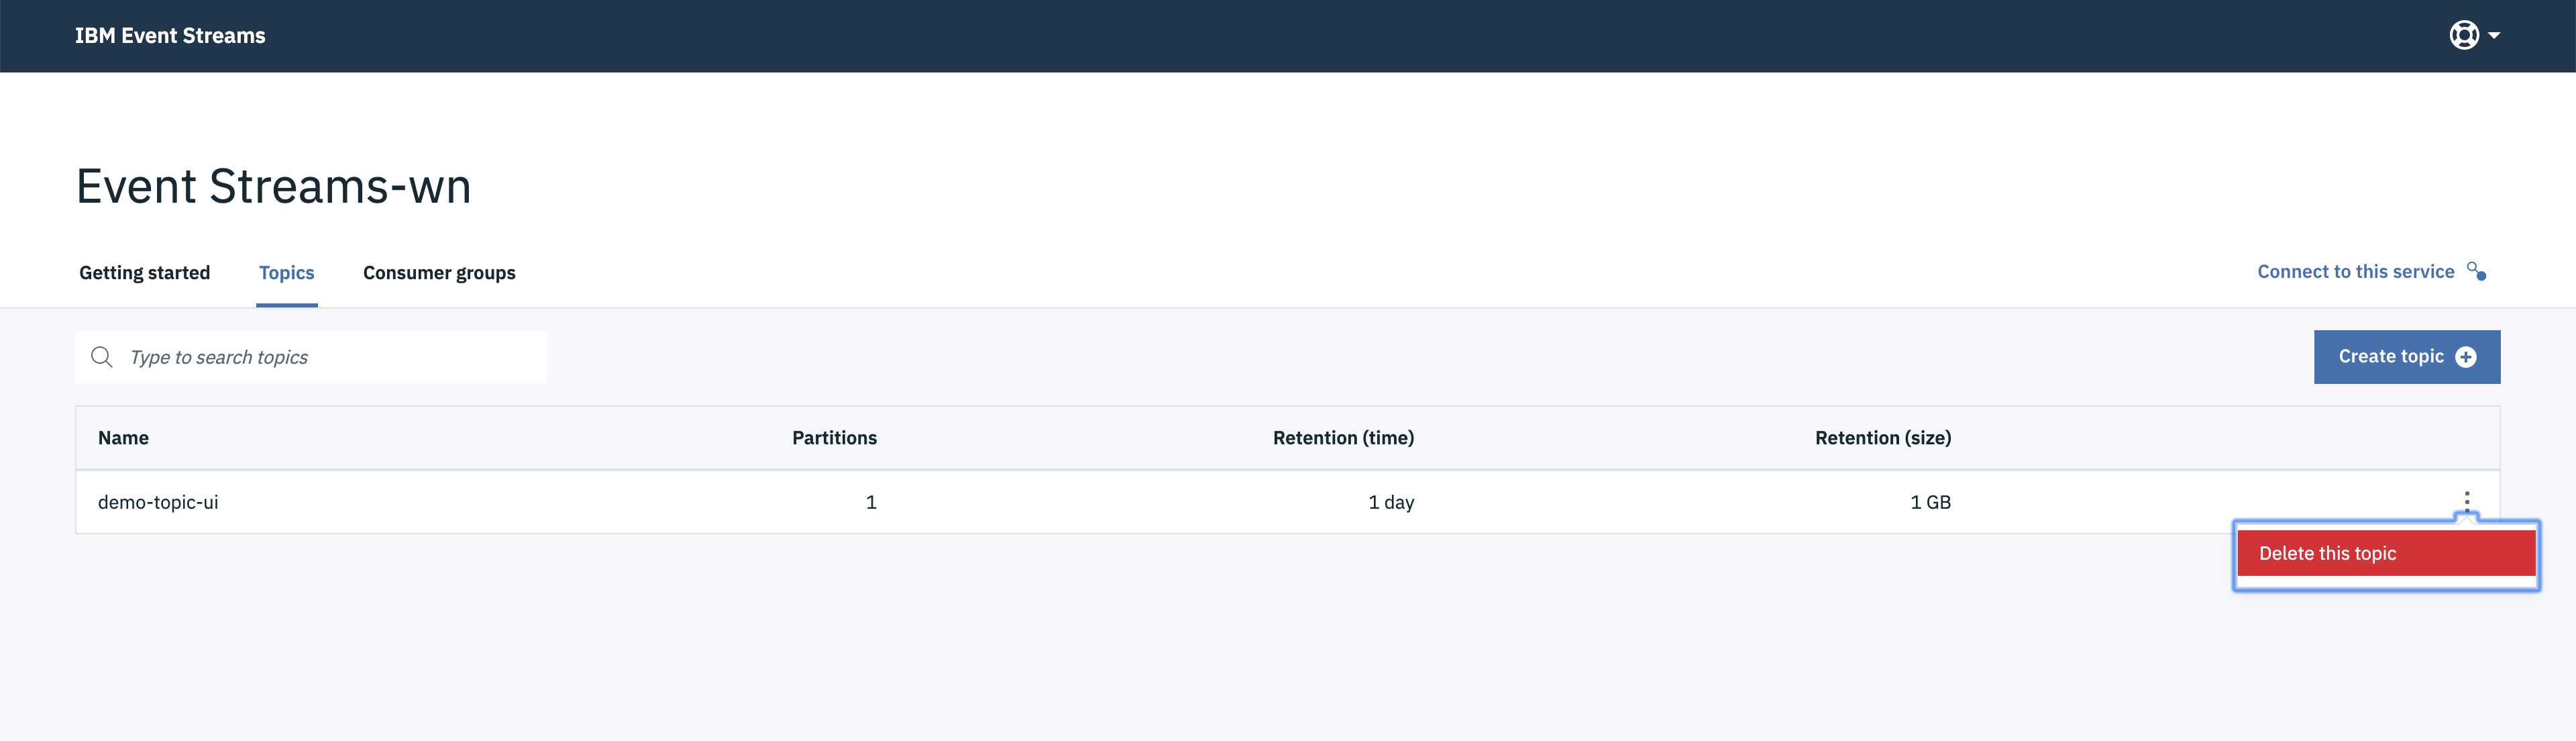 IBM Event Streams
Event Streams-wn
Getting started Topics Consumer groups Connect to this service
Type to search topics Create topic
Name Partitions Retention (time) Retention (size)
demo-topic-ui 1 1 day 1 GB
Delete this topic